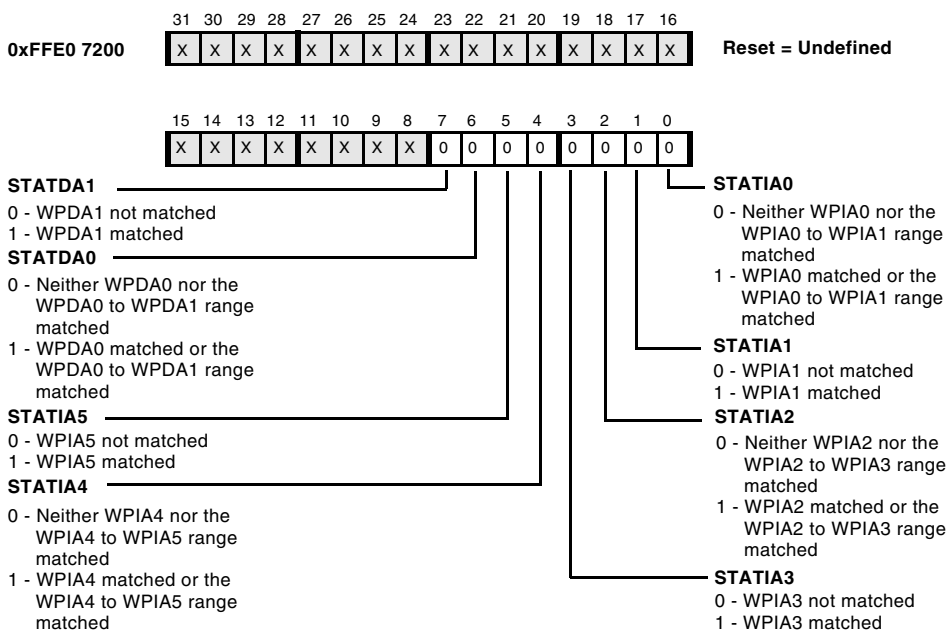 31 30 29 28 27 26 25 24 23 22 21 20 19 18 17 16
0xFFE0 7200
X X X X X X X X X X X X X X X X
Reset = Undefined
15 14 13 12 11 10 9 8 7 6 5 4 3 2 1 0
X X X X X X X X 0 0 0 0 0 0 0 0
STATDA1
0 - WPDA1 not matched
1 - WPDA1 matched
STATDA0
0 - Neither WPDA0 nor the
WPDA0 to WPDA1 range
matched
1 - WPDA0 matched or the
WPDA0 to WPDA1 range
matched
STATIA5
0 - WPIA5 not matched
1 - WPIA5 matched
STATIA4
0 - Neither WPIA4 nor the
WPIA4 to WPIA5 range
matched
1 - WPIA4 matched or the
WPIA4 to WPIA5 range
matched
STATIA0
0 - Neither WPIA0 nor the
WPIA0 to WPIA1 range
matched
1 - WPIA0 matched or the
WPIA0 to WPIA1 range
matched
STATIA1
0 - WPIA1 not matched
1 - WPIA1 matched
STATIA2
0 - Neither WPIA2 nor the
WPIA2 to WPIA3 range
matched
1 - WPIA2 matched or the
WPIA2 to WPIA3 range
matched
STATIA3
0 - WPIA3 not matched
1 - WPIA3 matched